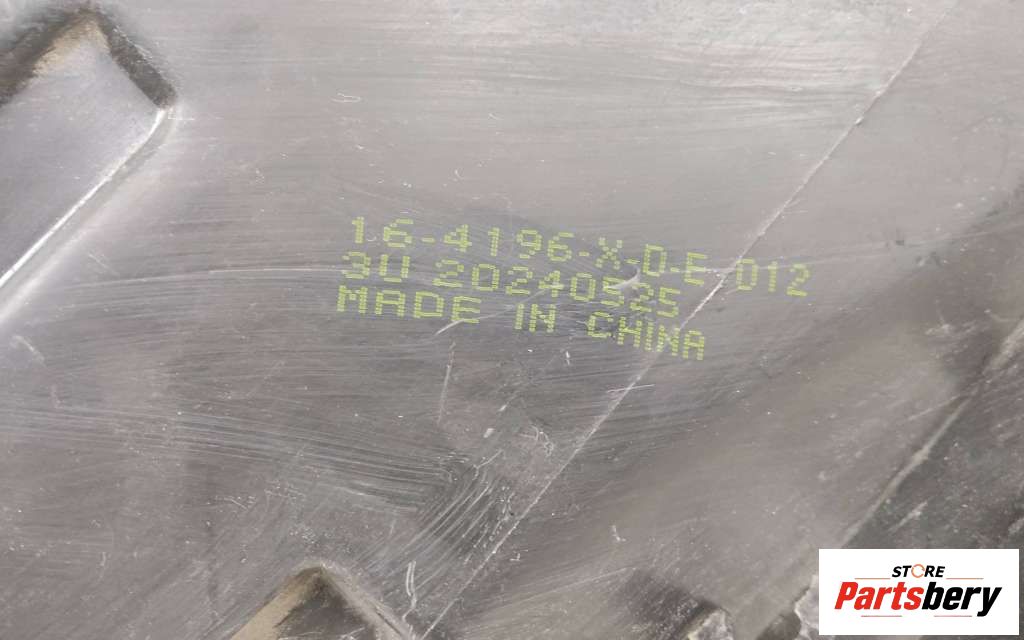 16-4196-X-D-E 012
3U 20240525
MADE IN CHINA
STORE
Partsbery